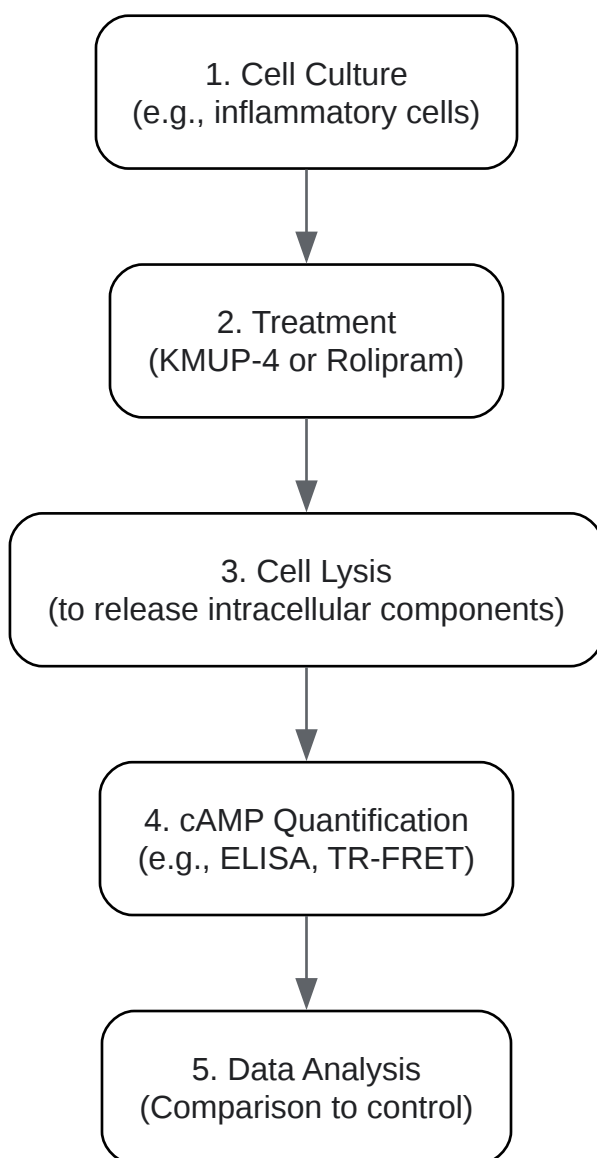 1. Cell Culture
(e.g., inflammatory cells)
2. Treatment
(KMUP-4 or Rolipram)
3. Cell Lysis
(to release intracellular components)
4. cAMP Quantification
(e.g., ELISA, TR-FRET)
5. Data Analysis
(Comparison to control)